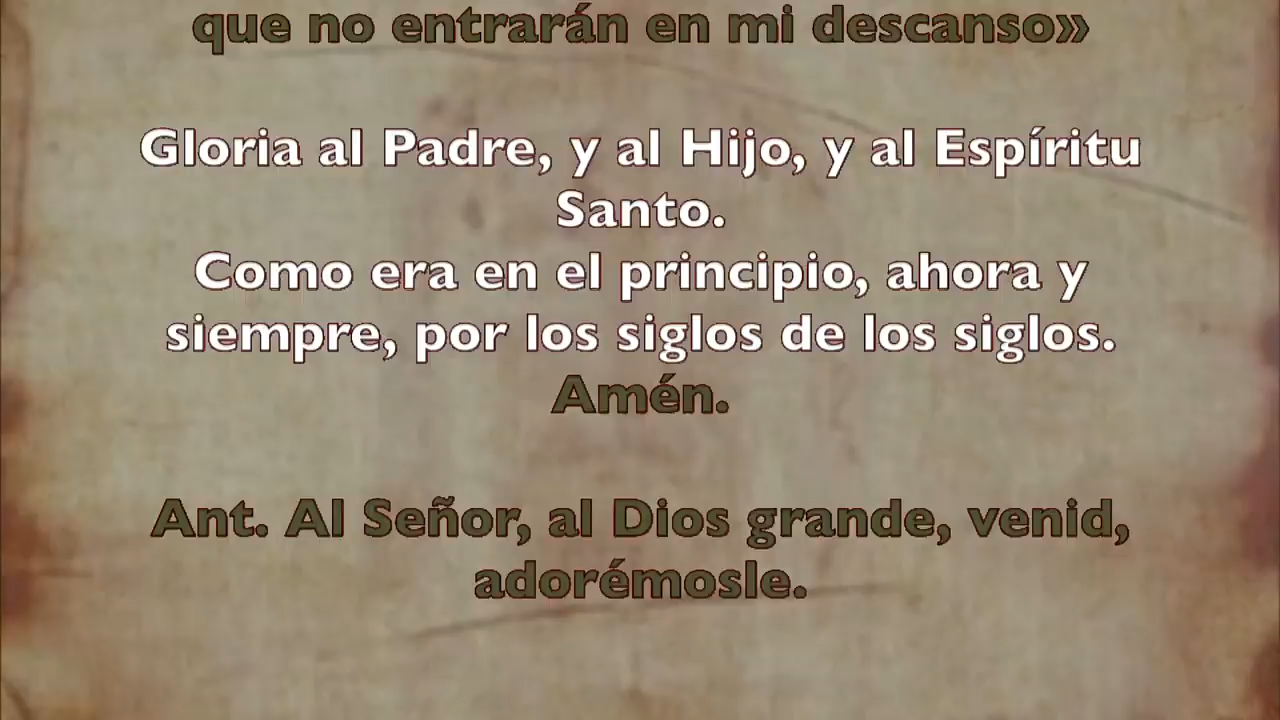 que no entrarán en mi descanso»
Gloria al Padre, y al Hijo, y al Espíritu
Santo.
Como era en el principio, ahora y
siempre, por los siglos de los siglos.
Amén.
Ant. Al Señor, al Dios grande, venid,
adorémosle.